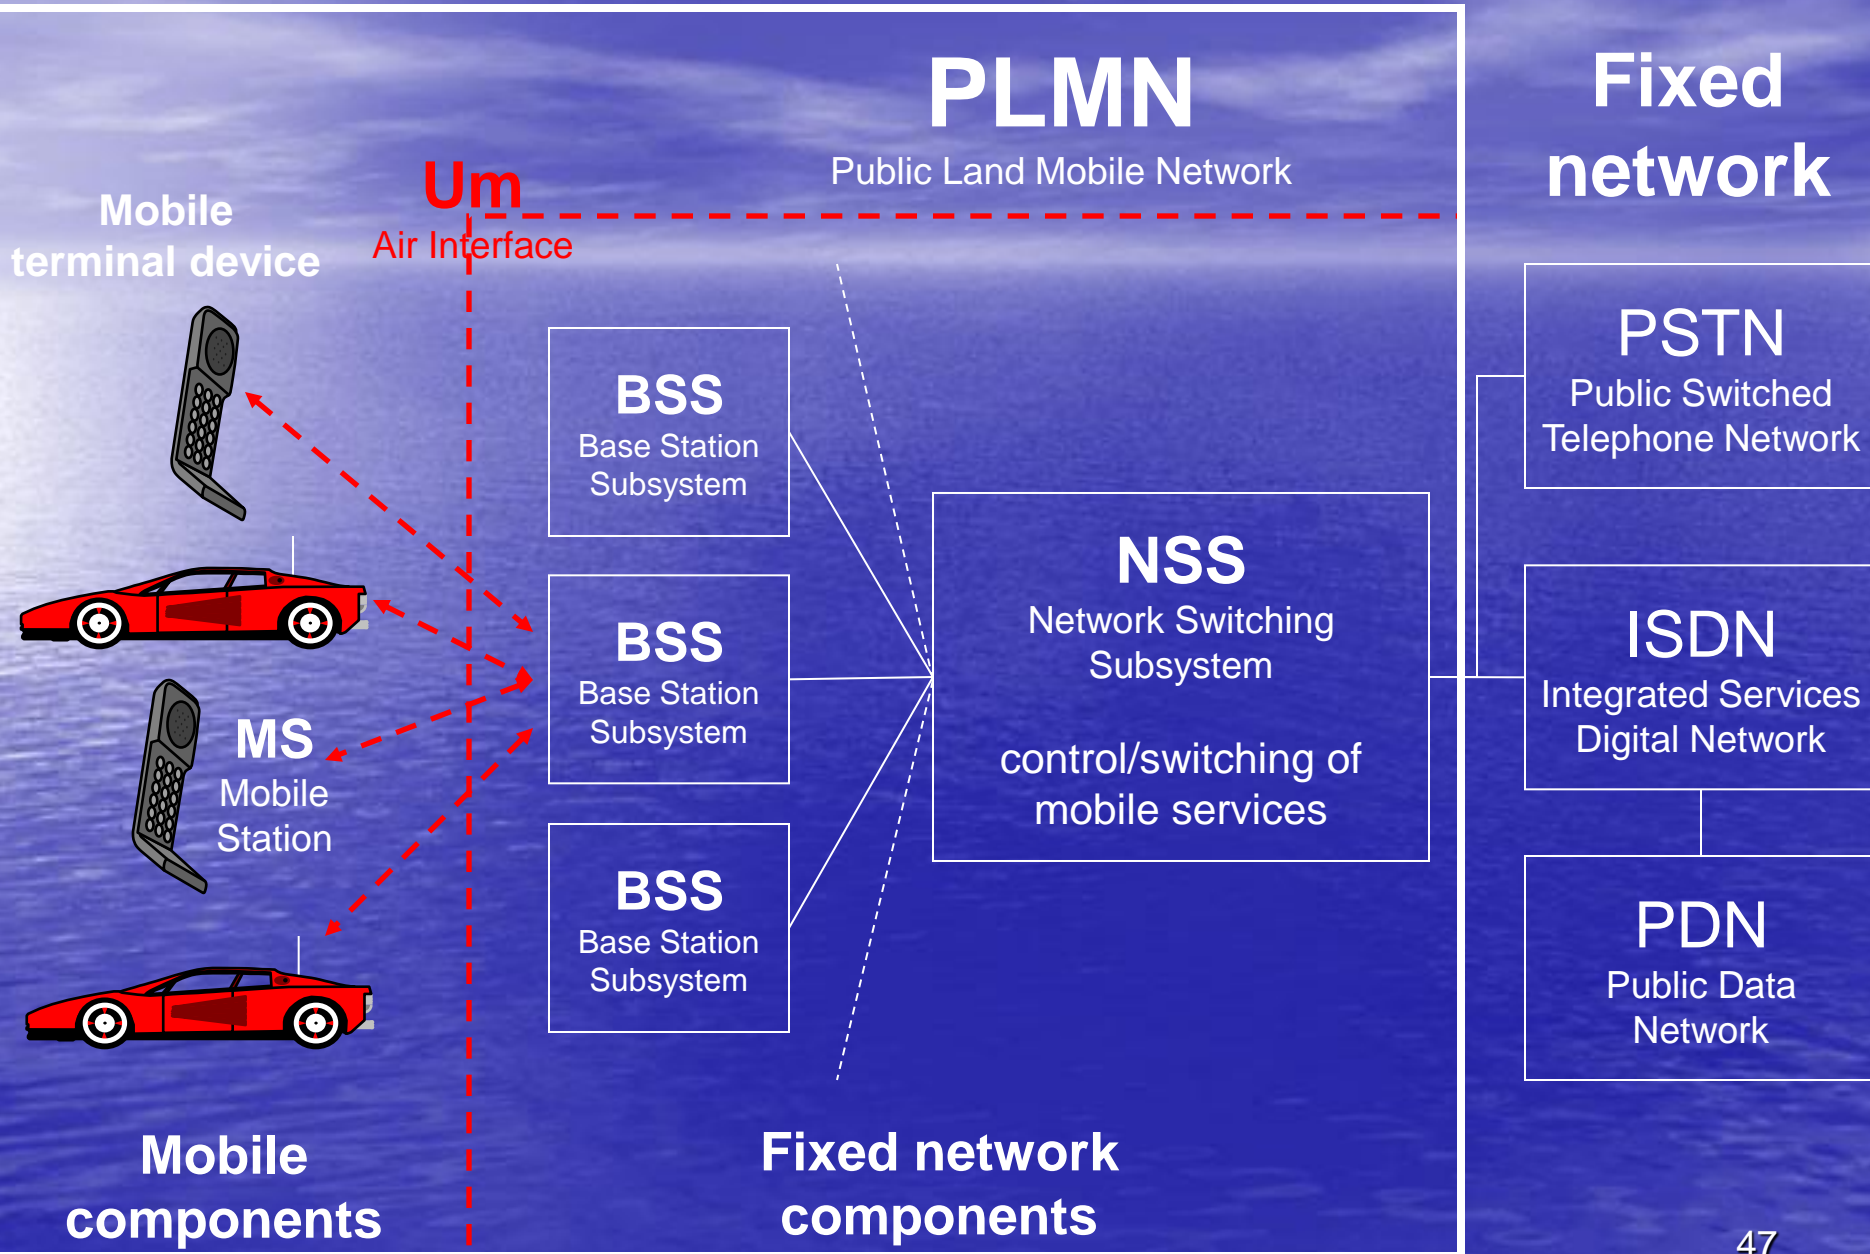 PLMN
Public Land Mobile Network
Fixed
network
Um
Air Interface
Mobile
terminal device
MS
Mobile
Station
BSS
Base Station
Subsystem
BSS
Base Station
Subsystem
BSS
Base Station
Subsystem
NSS
Network Switching
Subsystem
control/switching of
mobile services
PSTN
Public Switched
Telephone Network
ISDN
Integrated Services
Digital Network
PDN
Public Data
Network
Mobile
components
Fixed network
components
47